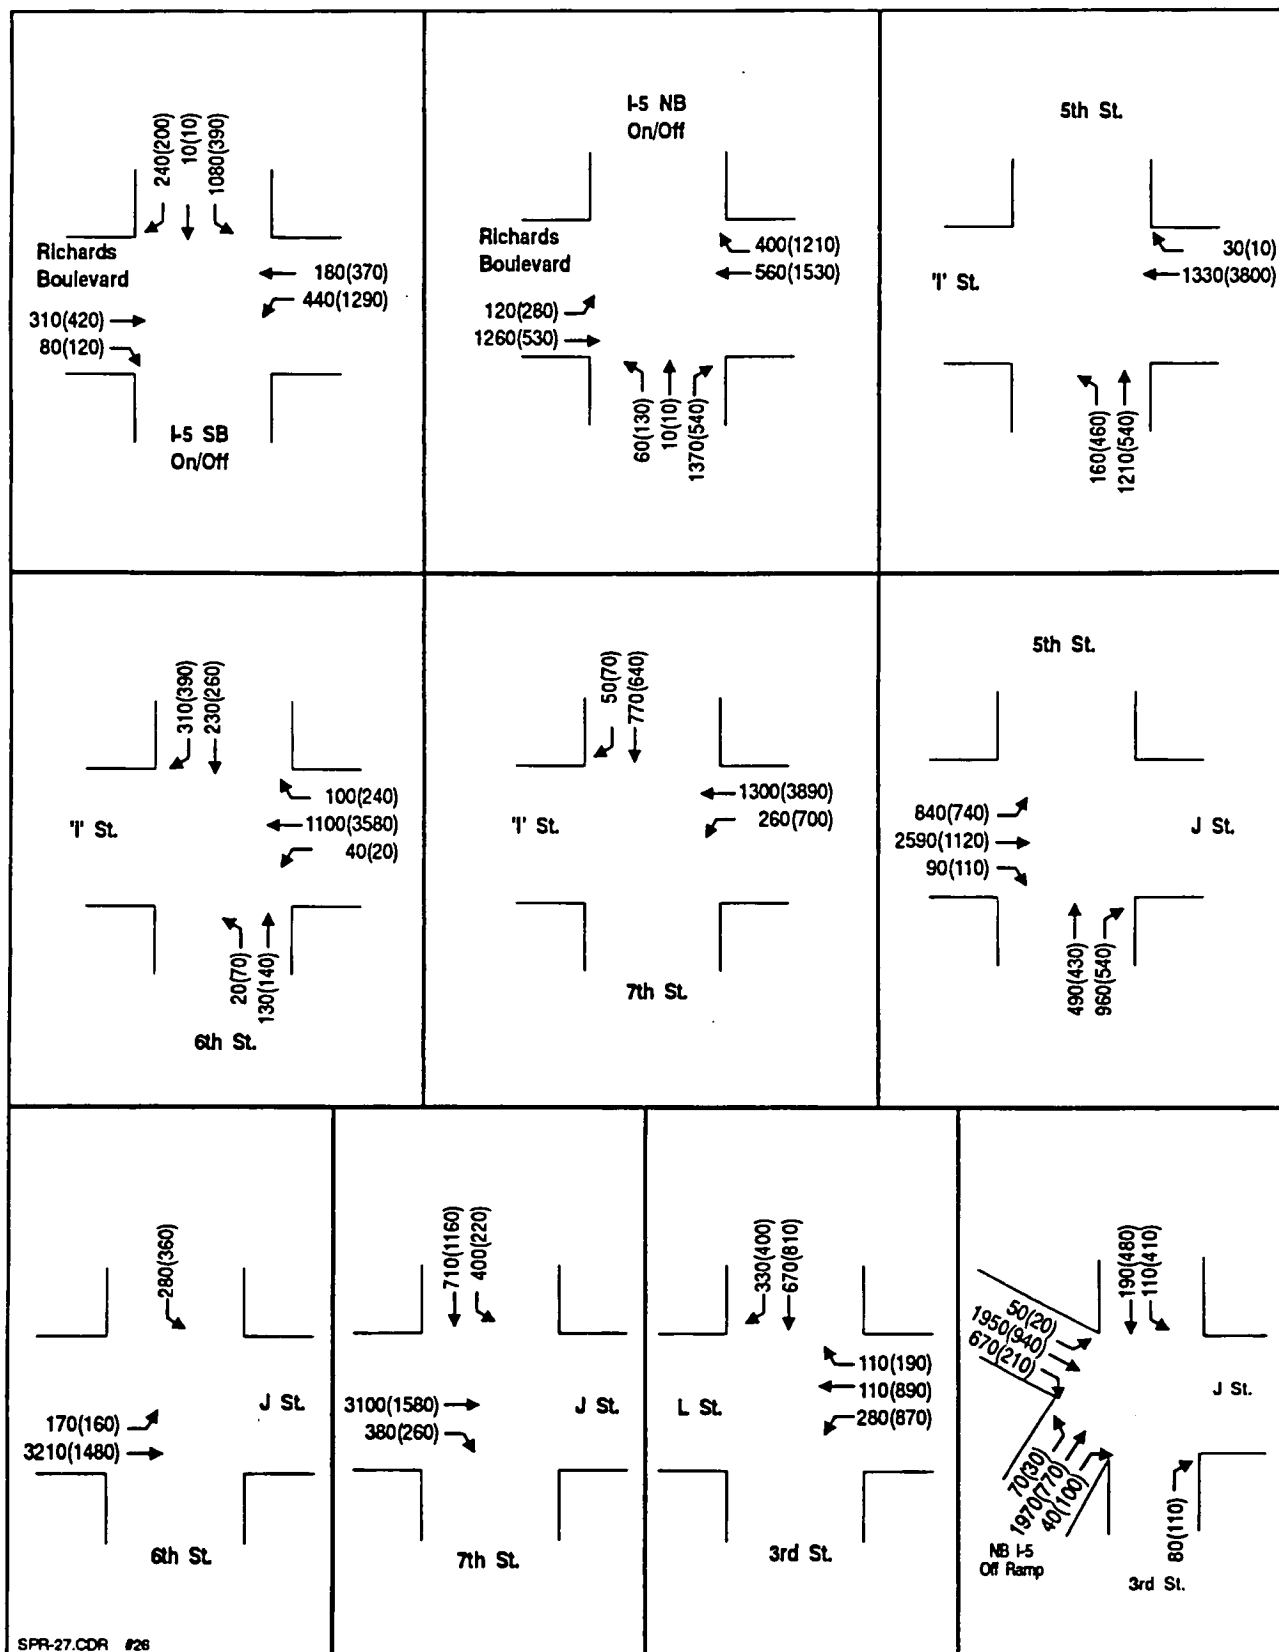 240(200)
10(10)
1080(390)
Richards
Boulevard
180(370)
440(1290)
310(420)
80(120)
I-5 SB
On/Off
I-5 NB
On/Off
Richards
Boulevard
400(1210)
560(1530)
120(280)
1260(530)
60(130)
10(10)
1370(540)
5th St.
'I' St.
30(10)
1330(3800)
160(460)
1210(540)
310(390)
230(260)
'I' St.
100(240)
1100(3580)
40(20)
20(70)
130(140)
6th St.
50(70)
770(640)
'I' St.
1300(3890)
260(700)
7th St.
5th St.
840(740)
2590(1120)
90(110)
J St.
490(430)
960(540)
280(360)
J St.
170(160)
3210(1480)
6th St.
710(1160)
400(220)
3100(1580)
380(260)
J St.
7th St.
330(400)
670(810)
L St.
110(190)
110(890)
280(870)
3rd St.
190(480)
110(410)
50(20)
1950(940)
670(210)
J St.
70(30)
1970(770)
40(100)
80(110)
NB I-5
Off Ramp
3rd St.
SPR-27.CDR #26